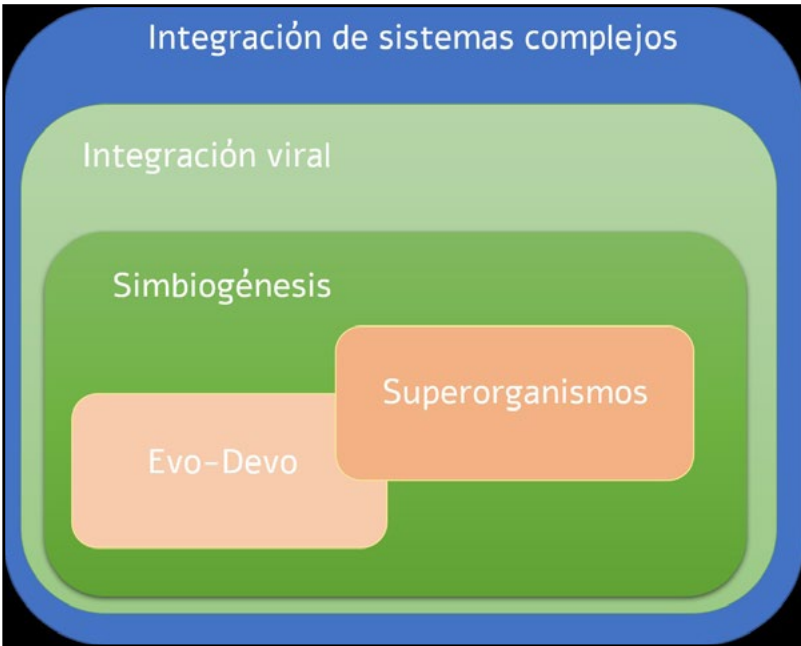 Integración de sistemas complejos
Integración viral
Simbiogénesis
Superorganismos
Evo-Devo